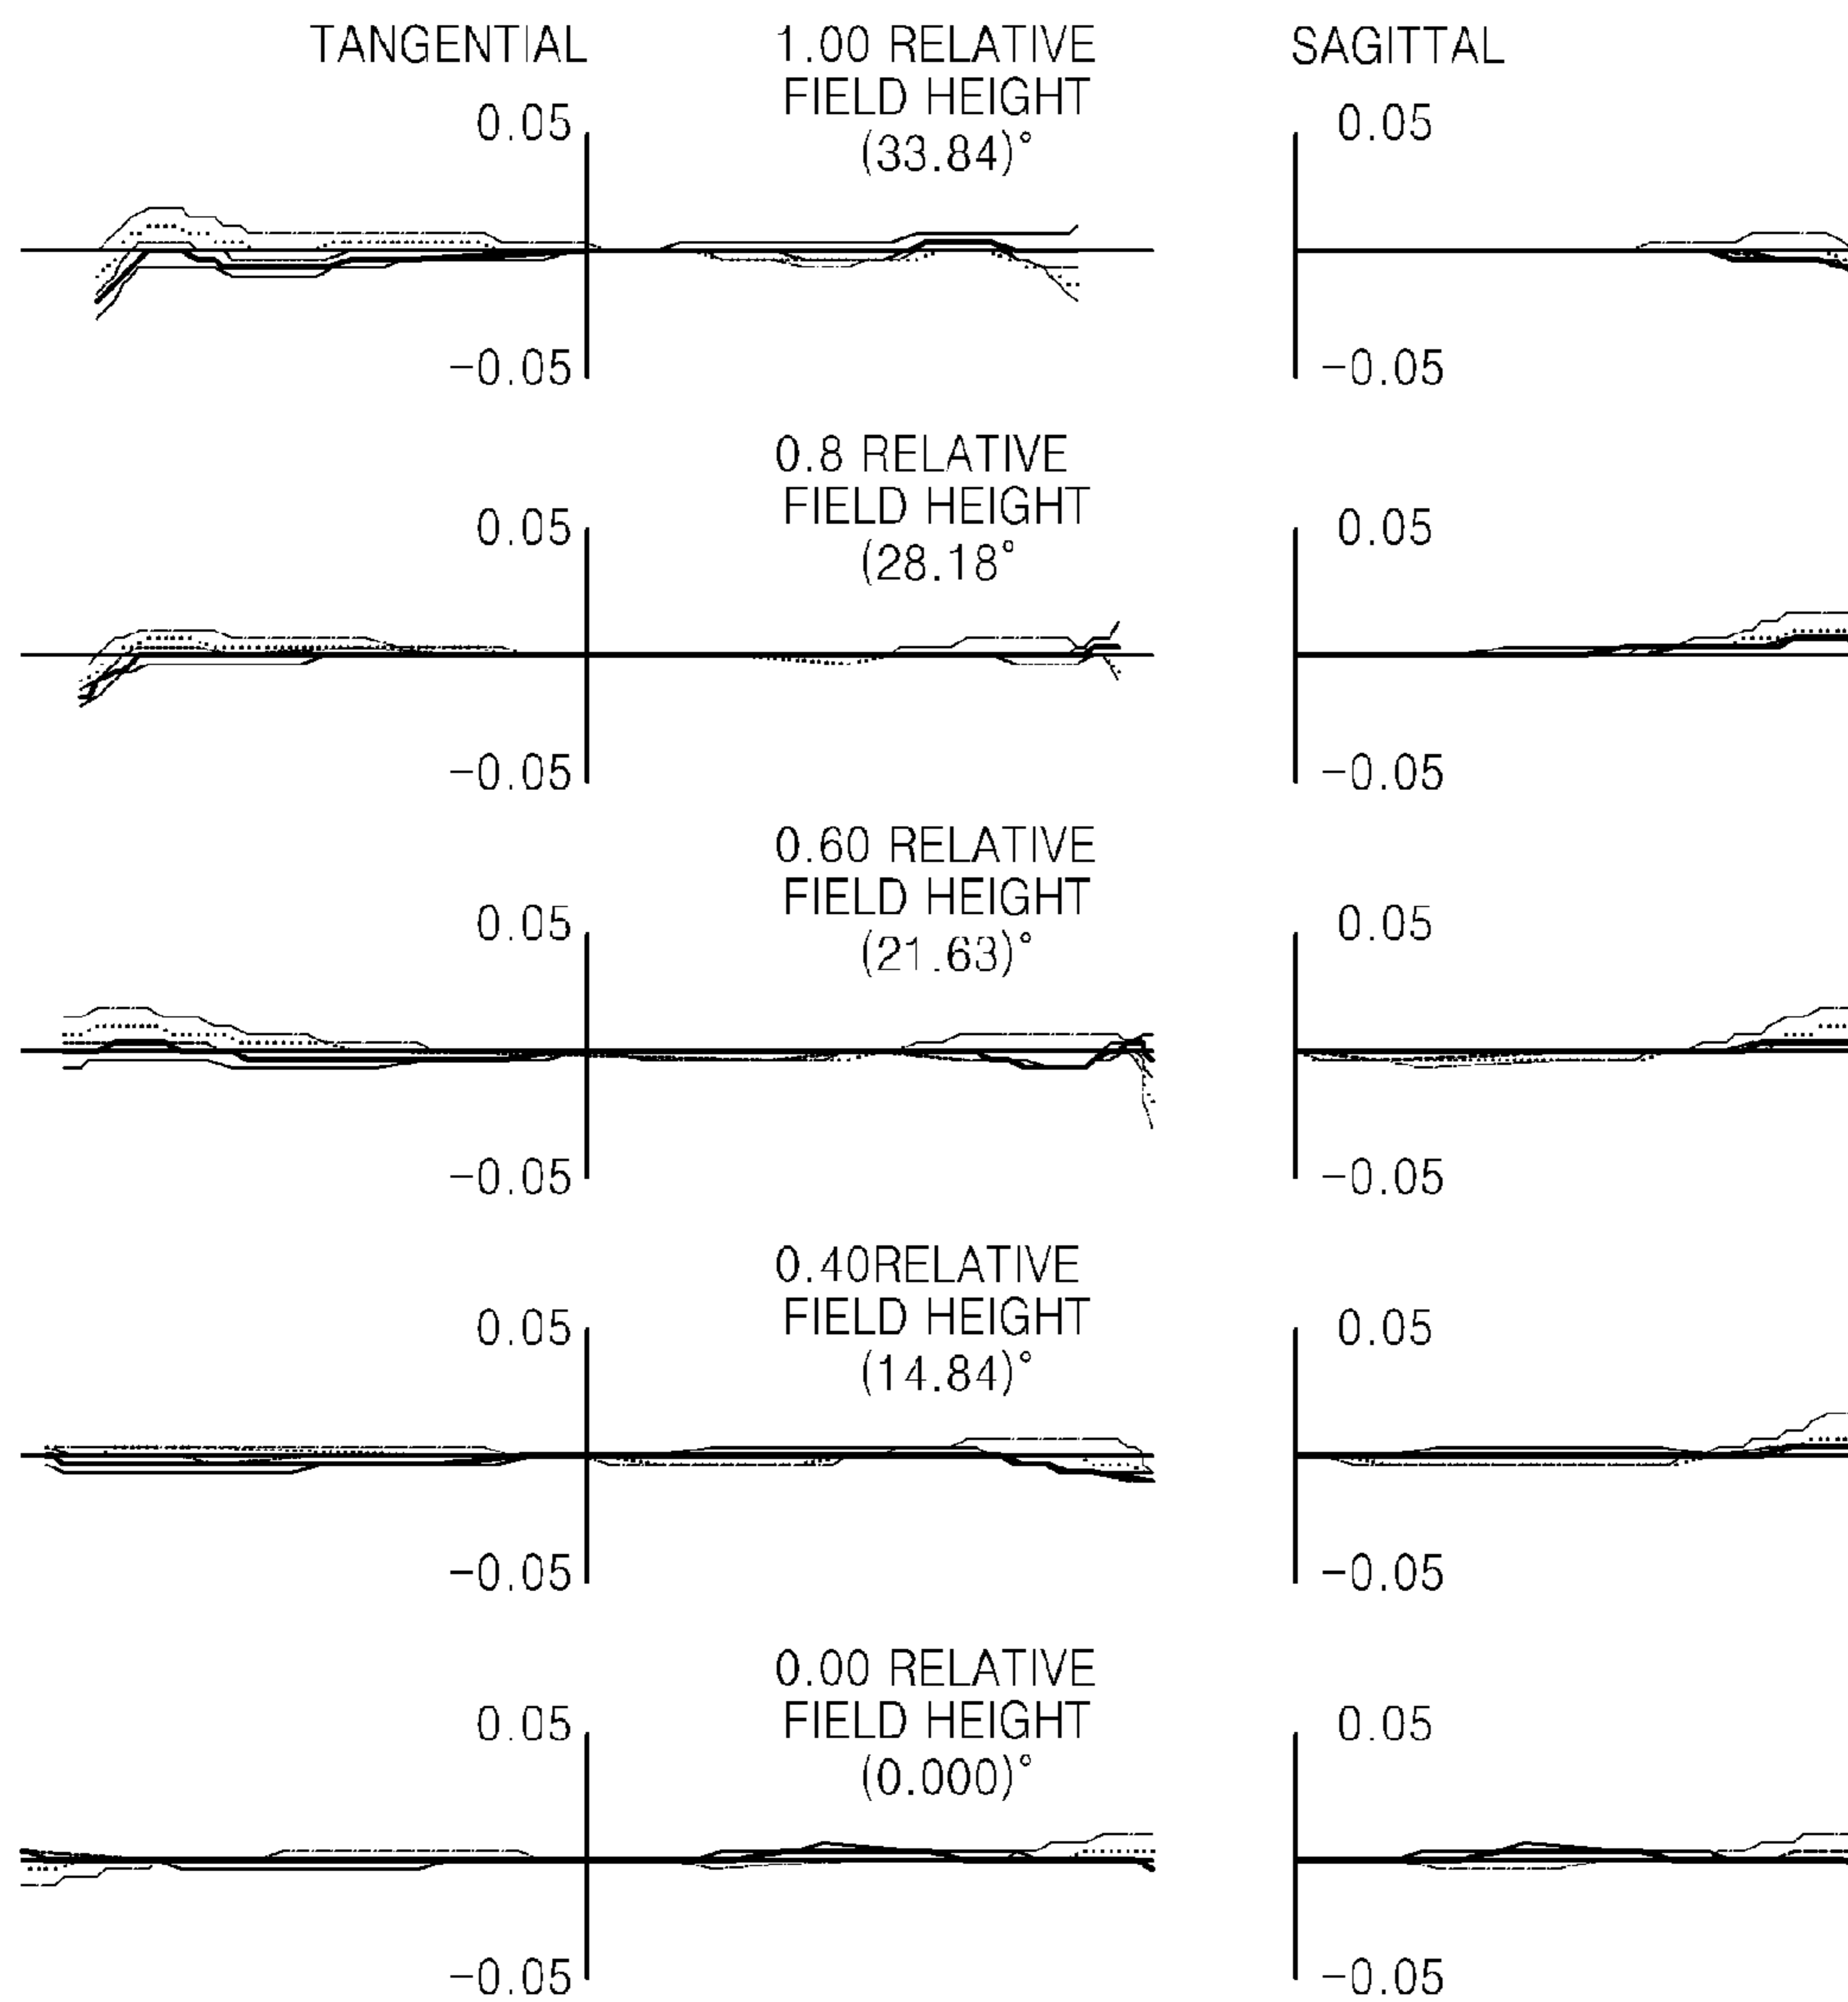 TANGENTIAL
1.00 RELATIVE
FIELD HEIGHT
(33.84)°
SAGITTAL
0.05
0.05
-0.05
-0.05
0.8 RELATIVE
FIELD HEIGHT
(28.18°
0.05
0.05
-0.05
-0.05
0.60 RELATIVE
FIELD HEIGHT
(21.63)°
0.05
0.05
-0.05
-0.05
0.40RELATIVE
FIELD HEIGHT
(14.84)°
0.05
0.05
-0.05
-0.05
0.00 RELATIVE
FIELD HEIGHT
(0.000)°
0.05
0.05
-0.05
-0.05